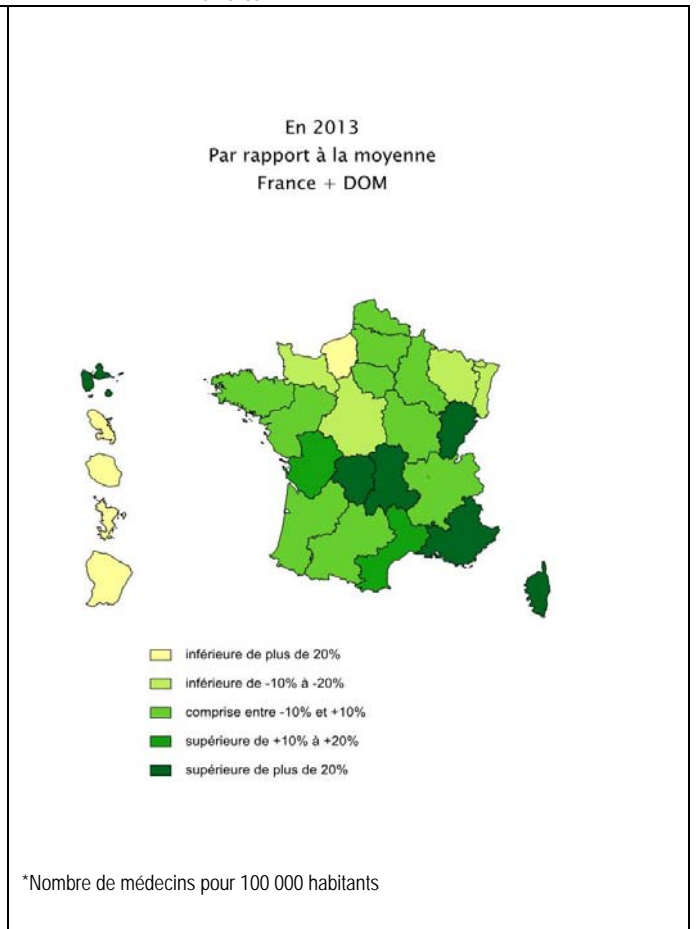 En 2013
Par rapport à la moyenne
France + DOM
inférieure de plus de 20%
inférieure de -10% à -20%
comprise entre -10% et +10%
supérieure de +10% à +20%
supérieure de plus de 20%
*Nombre de médecins pour 100 000 habitants